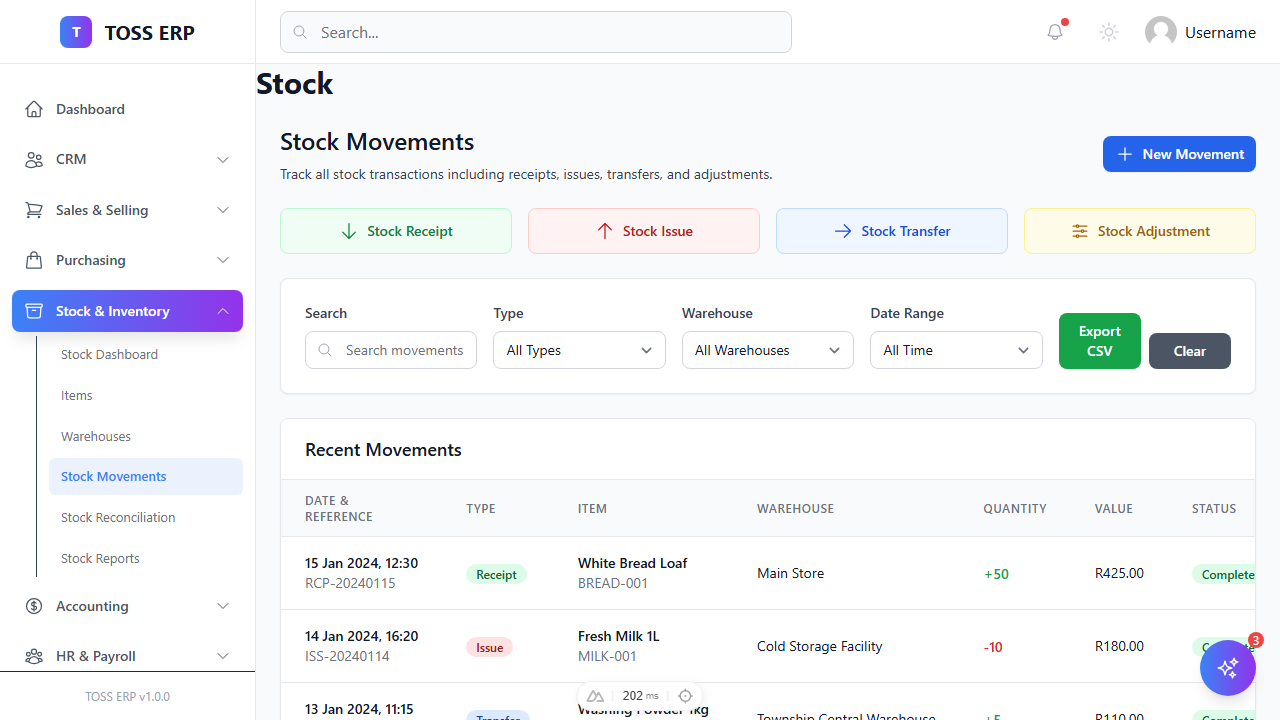 T TOSS ERP
Search...
Username
Dashboard
CRM
Sales & Selling
Purchasing
Stock & Inventory
Stock Dashboard
Items
Warehouses
Stock Movements
Stock Reconciliation
Stock Reports
Accounting
HR & Payroll
TOSS ERP v1.0.0
Stock
Stock Movements
Track all stock transactions including receipts, issues, transfers, and adjustments.
New Movement
Stock Receipt
Stock Issue
Stock Transfer
Stock Adjustment
Search
Type
Warehouse
Date Range
Search movements
All Types
All Warehouses
All Time
Export
CSV
Clear
Recent Movements
DATE &
REFERENCE
TYPE
ITEM
WAREHOUSE
QUANTITY
VALUE
STATUS
15 Jan 2024, 12:30
RCP-20240115
Receipt
White Bread Loaf
BREAD-001
Main Store
+50
R425.00
Complete
14 Jan 2024, 16:20
ISS-20240114
Issue
Fresh Milk 1L
MILK-001
Cold Storage Facility
-10
R180.00
3
13 Jan 2024, 11:15
Transfer
Washing Powder 1kg
Township Central Warehouse
+5
R110.00
Complete
202 ms